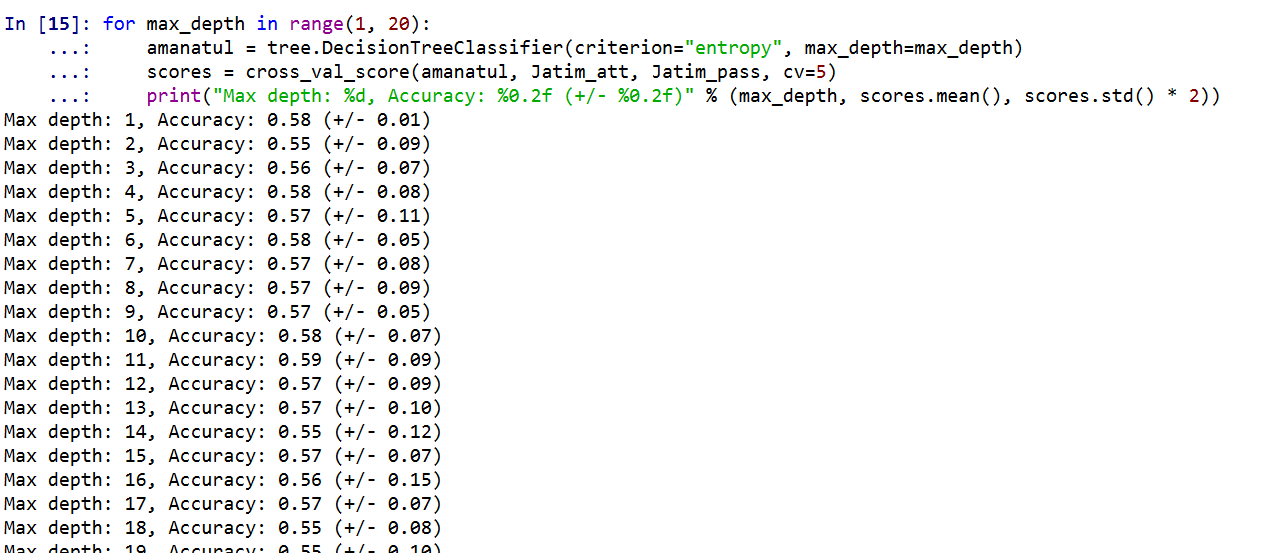 In [15]: for max_depth in range(1, 20):
    ...:     amanatul = tree.DecisionTreeClassifier(criterion="entropy", max_depth=max_depth)
    ...:     scores = cross_val_score(amanatul, Jatim_att, Jatim_pass, cv=5)
    ...:     print("Max depth: %d, Accuracy: %0.2f (+/- %0.2f)" % (max_depth, scores.mean(), scores.std() * 2))
Max depth: 1, Accuracy: 0.58 (+/- 0.01)
Max depth: 2, Accuracy: 0.55 (+/- 0.09)
Max depth: 3, Accuracy: 0.56 (+/- 0.07)
Max depth: 4, Accuracy: 0.58 (+/- 0.08)
Max depth: 5, Accuracy: 0.57 (+/- 0.11)
Max depth: 6, Accuracy: 0.58 (+/- 0.05)
Max depth: 7, Accuracy: 0.57 (+/- 0.08)
Max depth: 8, Accuracy: 0.57 (+/- 0.09)
Max depth: 9, Accuracy: 0.57 (+/- 0.05)
Max depth: 10, Accuracy: 0.58 (+/- 0.07)
Max depth: 11, Accuracy: 0.59 (+/- 0.09)
Max depth: 12, Accuracy: 0.57 (+/- 0.09)
Max depth: 13, Accuracy: 0.57 (+/- 0.10)
Max depth: 14, Accuracy: 0.55 (+/- 0.12)
Max depth: 15, Accuracy: 0.57 (+/- 0.07)
Max depth: 16, Accuracy: 0.56 (+/- 0.15)
Max depth: 17, Accuracy: 0.57 (+/- 0.07)
Max depth: 18, Accuracy: 0.55 (+/- 0.08)
Max depth: 19, Accuracy: 0.55 (+/- 0.10)